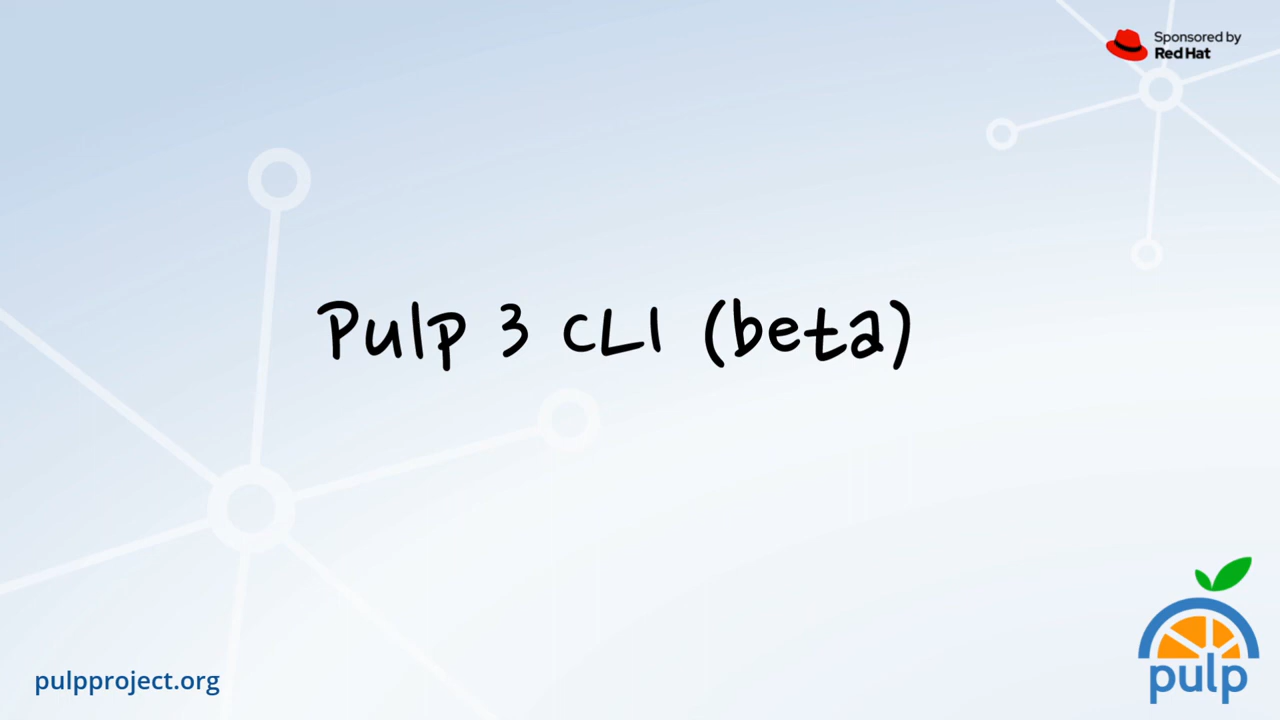 Sponsored by
Red Hat
Pulp 3 CLI (beta)
pulpproject.org
pulp